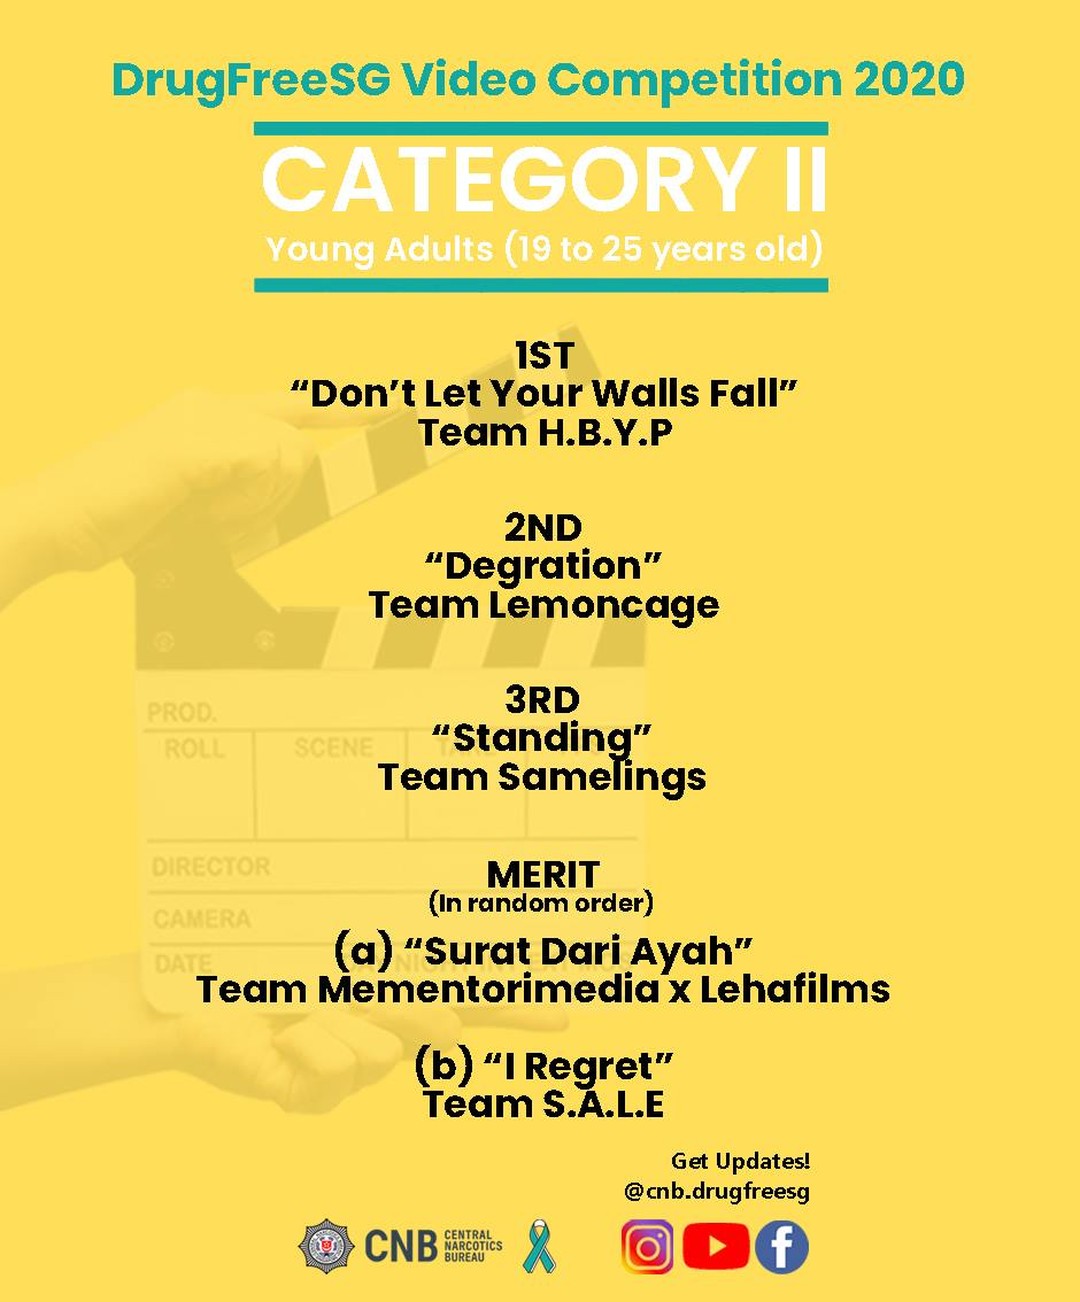 DrugFreeSG Video Competition 2020
CATEGORY II
Young Adults (19 to 25 years old)
1ST
“Don’t Let Your Walls Fall”
Team H.B.Y.P
2ND
“Degration”
Team Lemoncage
3RD
“Standing”
Team Samelings
MERIT
(In random order)
(a) “Surat Dari Ayah”
Team Mementorimedia x Lehafilms
(b) “I Regret”
Team S.A.L.E
PROD.
ROLL
SCENE
DIRECTOR
CAMERA
DATE
Get Updates!
@cnb.drugfreesg
CNB
CENTRAL
NARCOTICS
BUREAU